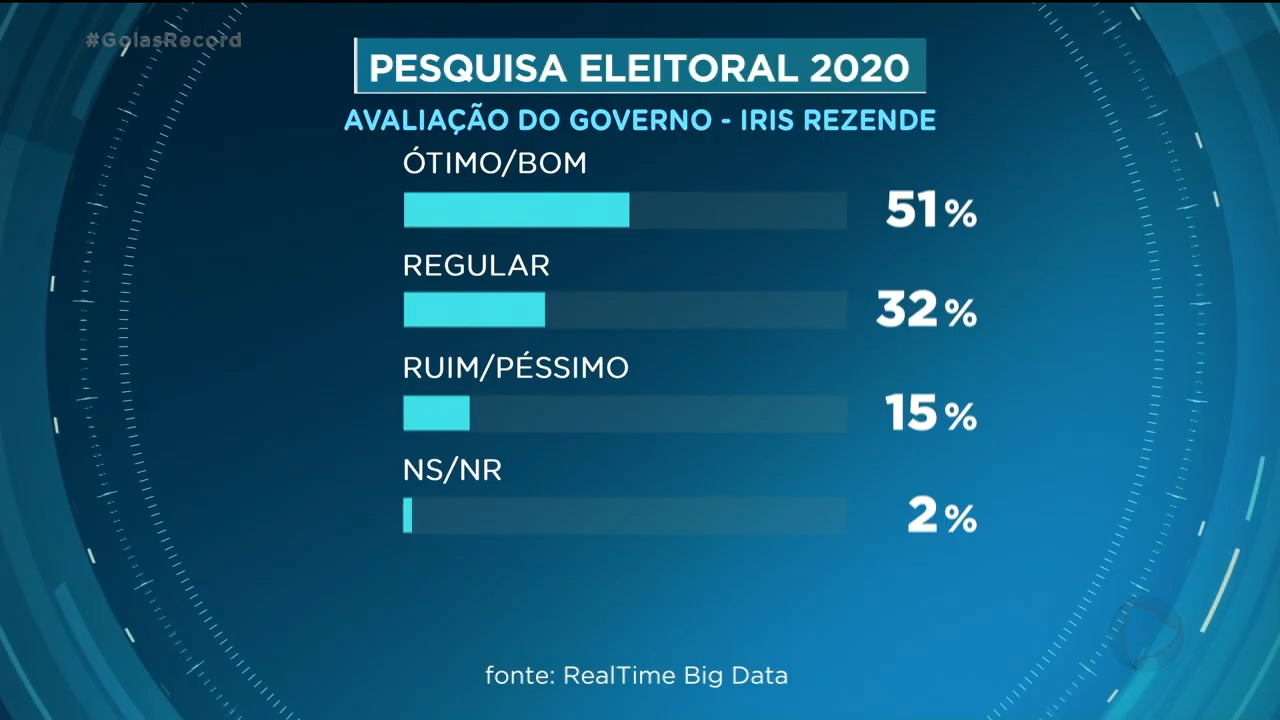 #GoiasRecord
PESQUISA ELEITORAL 2020
AVALIAÇÃO DO GOVERNO - IRIS REZENDE
ÓTIMO/BOM
51%
REGULAR
32%
RUIM/PÉSSIMO
15%
NS/NR
2%
fonte: RealTime Big Data